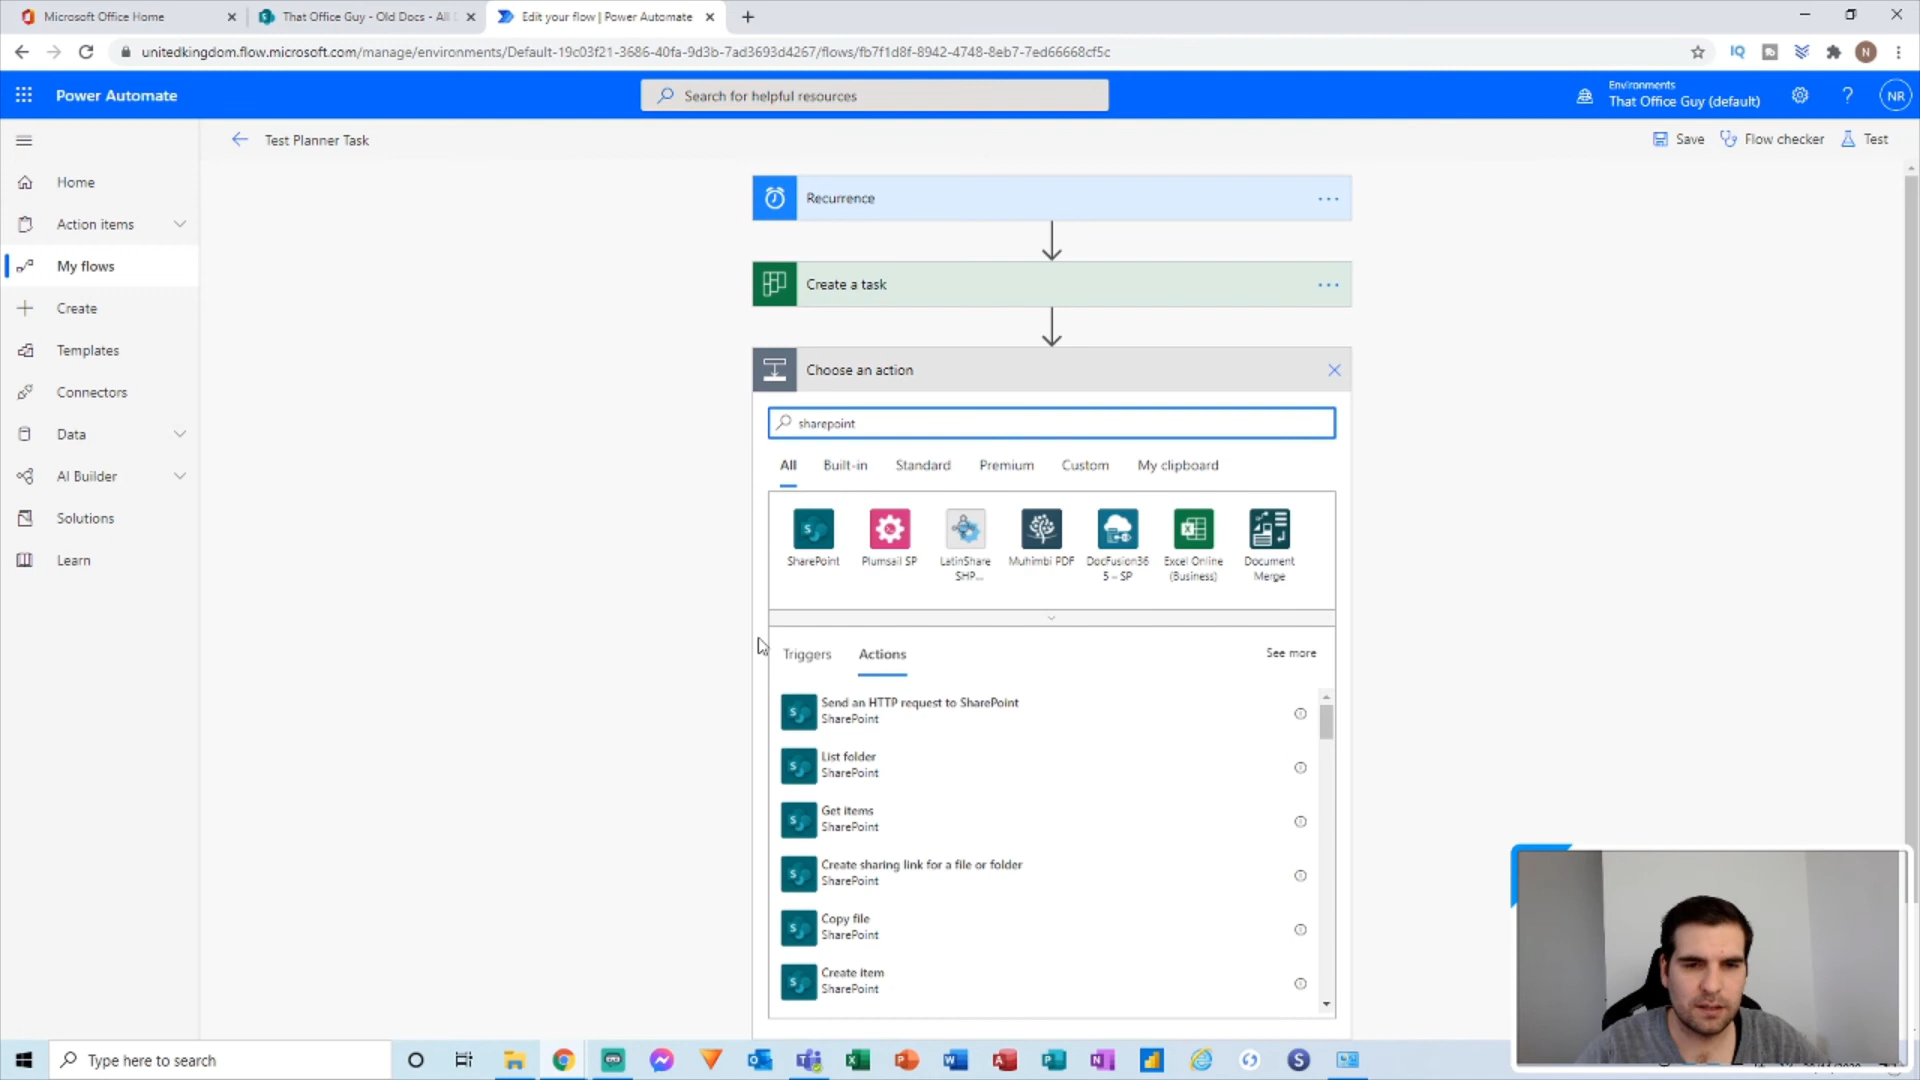 Microsoft Office Home
That Office Guy - Old Docs - All
Edit your flow | Power Automate
unitedkingdom.flow.microsoft.com/manage/environments/Default-19c03f21-3686-40fa-9d3b-7ad3693d4267/flows/fb7f1d8f-8942-4748-8eb7-7ed66668cf5c
IQ
N
Power Automate
Search for helpful resources
Environments
That Office Guy (default)
?
NR
Test Planner Task
Save
Flow checker
Test
Home
Action items
My flows
Create
Templates
Connectors
Data
AI Builder
Solutions
Learn
Recurrence
Create a task
Choose an action
sharepoint
All
Built-in
Standard
Premium
Custom
My clipboard
SharePoint
Plumsail SP
LatinShare
SHP...
Muhimbi PDF
DocFusion36
5 – SP
Excel Online
(Business)
Document
Merge
Triggers
Actions
See more
Send an HTTP request to SharePoint
SharePoint
List folder
SharePoint
Get items
SharePoint
Create sharing link for a file or folder
SharePoint
Copy file
SharePoint
Create item
SharePoint
Type here to search